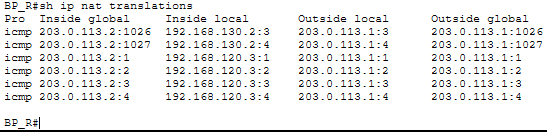 BP_R#sh ip nat translations
Pro  Inside global     Inside local       Outside local      Outside global
icmp 203.0.113.2:1026  192.168.130.2:3    203.0.113.1:3      203.0.113.1:1026
icmp 203.0.113.2:1027  192.168.130.2:4    203.0.113.1:4      203.0.113.1:1027
icmp 203.0.113.2:1     192.168.120.3:1    203.0.113.1:1      203.0.113.1:1
icmp 203.0.113.2:2     192.168.120.3:2    203.0.113.1:2      203.0.113.1:2
icmp 203.0.113.2:3     192.168.120.3:3    203.0.113.1:3      203.0.113.1:3
icmp 203.0.113.2:4     192.168.120.3:4    203.0.113.1:4      203.0.113.1:4
BP_R#